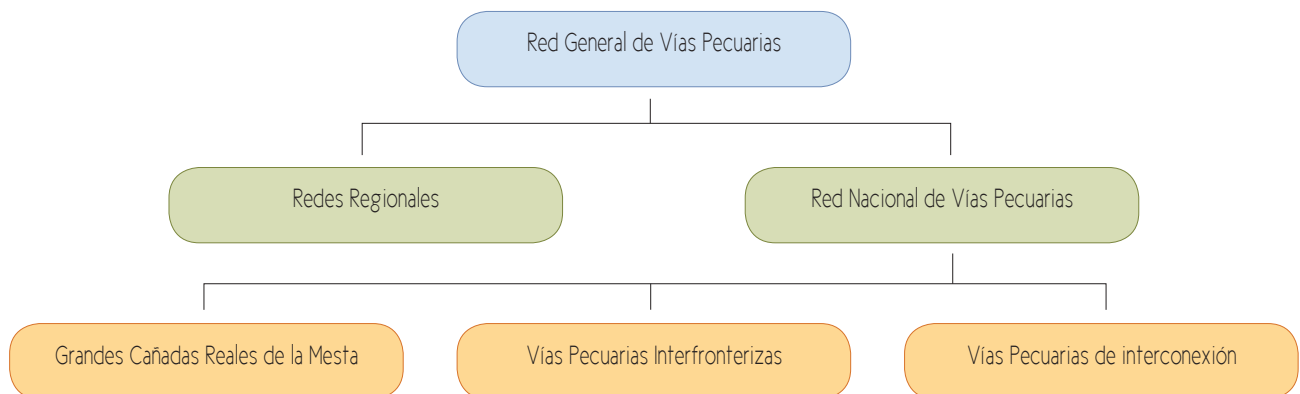 Red General de Vías Pecuarias
Redes Regionales
Red Nacional de Vías Pecuarias
Grandes Cañadas Reales de la Mesta
Vías Pecuarias Interfronterizas
Vías Pecuarias de interconexión